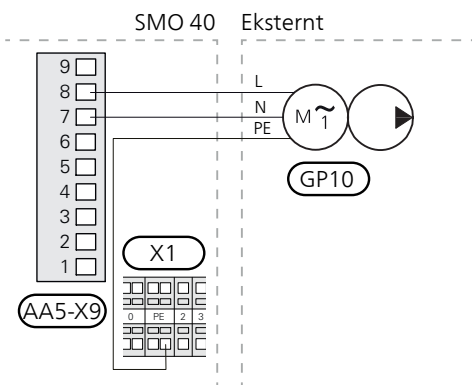 SMO 40 Eksternt
9
8
7
6
5
4
3
2
1
L
N
PE
M ~ 1
GP10
X1
0 PE 2 3
AA5-X9